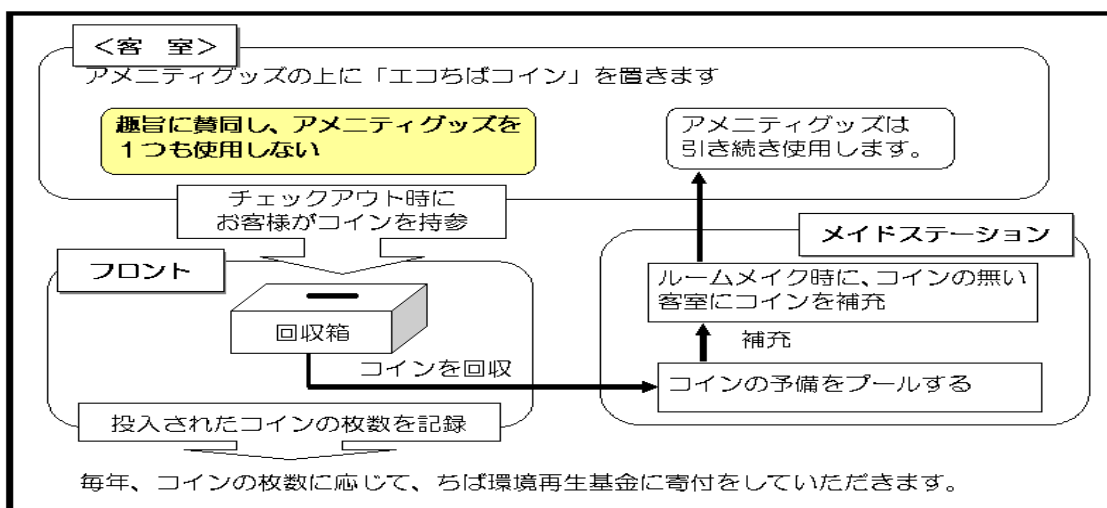 ＜客　室＞
アメニティグッズの上に「エコちばコイン」を置きます
趣旨に賛同し、アメニティグッズを
１つも使用しない
アメニティグッズは
引き続き使用します。
チェックアウト時に
お客様がコインを持参
フロント
回収箱
コインを回収
メイドステーション
ルームメイク時に、コインの無い
客室にコインを補充
補充
コインの予備をプールする
投入されたコインの枚数を記録
毎年、コインの枚数に応じて、ちば環境再生基金に寄付をしていただきます。